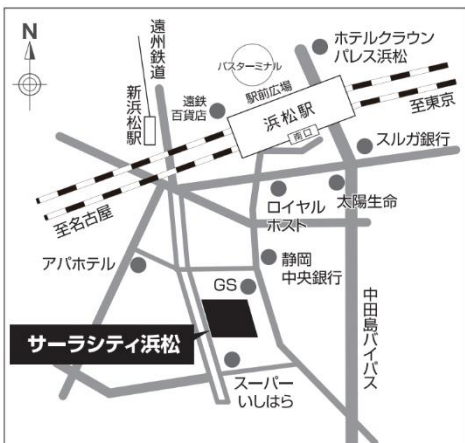 N
遠州鉄道
新浜松駅
遠鉄
百貨店
バスターミナル
駅前広場
浜松駅
南口
ホテルクラウン
パレス浜松
至東京
スルガ銀行
太陽生命
ロイヤル
ホスト
至名古屋
アパホテル
静岡
中央銀行
GS
中田島バイパス
サーラシティ浜松
スーパー
いしはら